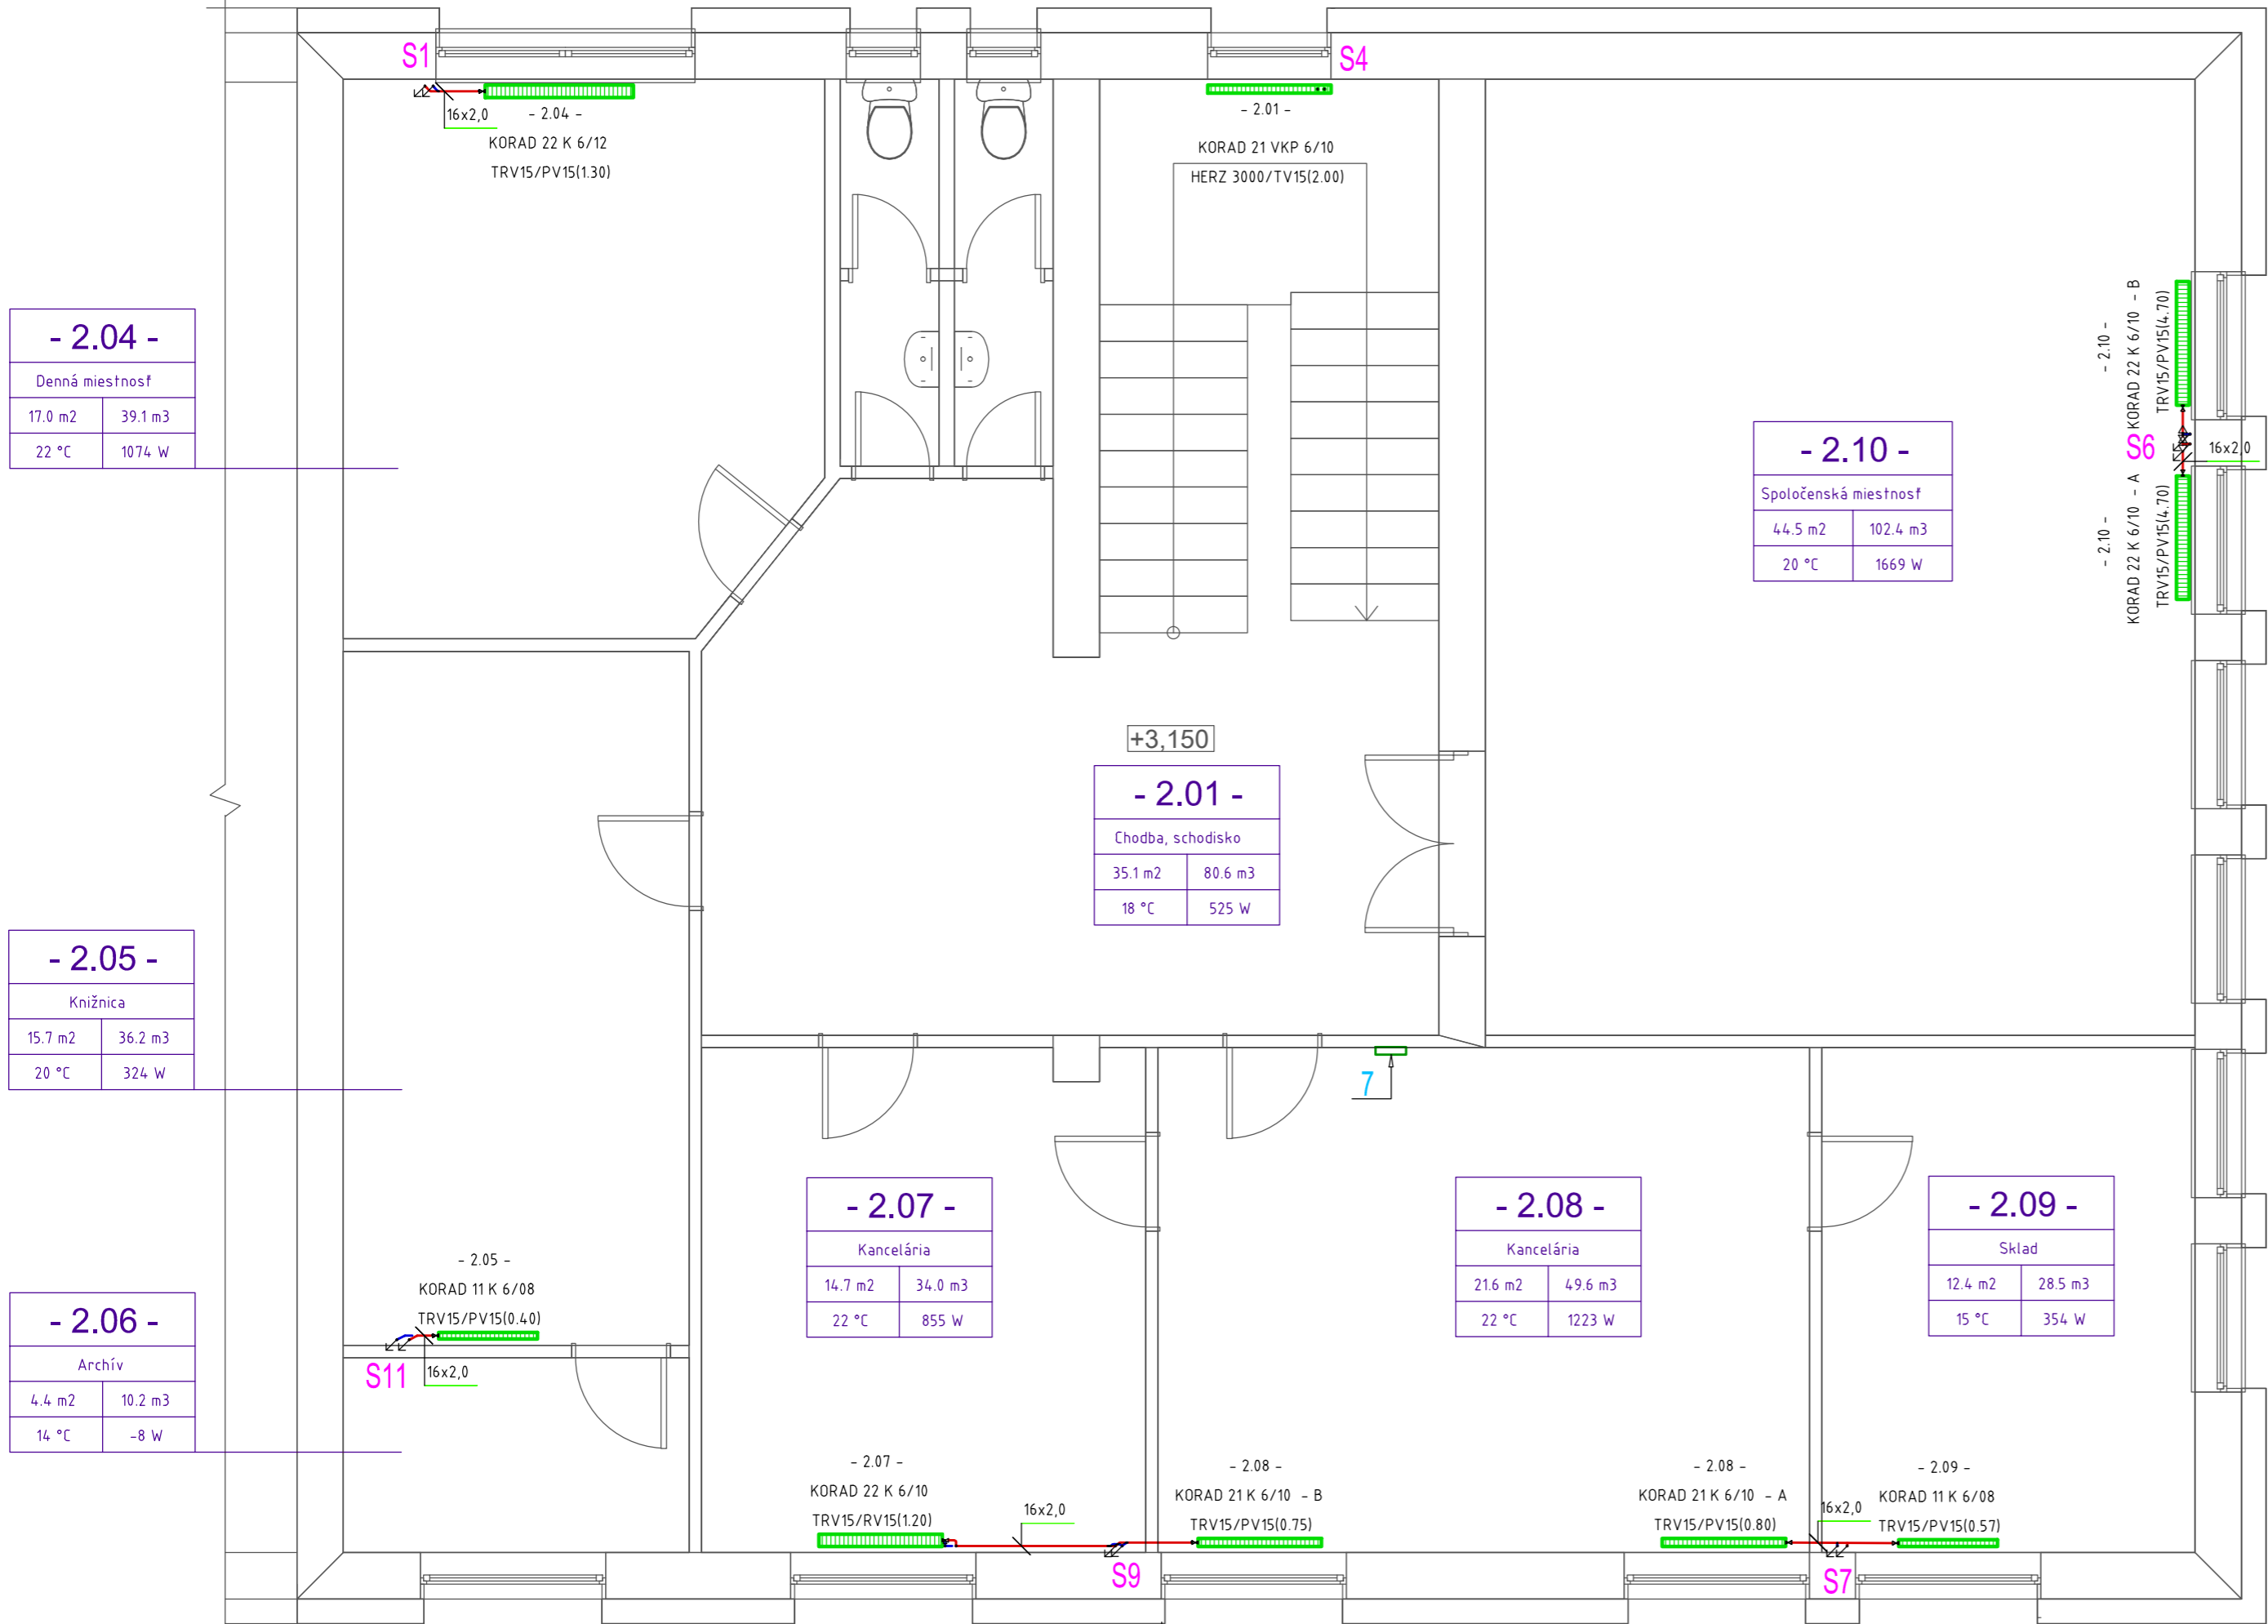 S1
16x2,0
- 2.04 -
KORAD 22 K 6/12
TRV15/PV15(1.30)
S4
- 2.01 -
KORAD 21 VKP 6/10
HERZ 3000/TV15(2.00)
- 2.04 -
Denná miestnosť
17.0 m2 39.1 m3
22 °C 1074 W
- 2.10 -
KORAD 22 K 6/10 - B
TRV15/PV15(4.70)
S6
16x2,0
- 2.10 -
KORAD 22 K 6/10 - A
TRV15/PV15(4.70)
- 2.10 -
Spoločenská miestnosť
44.5 m2 102.4 m3
20 °C 1669 W
+3,150
- 2.01 -
Chodba, schodisko
35.1 m2 80.6 m3
18 °C 525 W
- 2.05 -
Knižnica
15.7 m2 36.2 m3
20 °C 324 W
7
- 2.07 -
Kancelária
14.7 m2 34.0 m3
22 °C 855 W
- 2.08 -
Kancelária
21.6 m2 49.6 m3
22 °C 1223 W
- 2.09 -
Sklad
12.4 m2 28.5 m3
15 °C 354 W
- 2.05 -
KORAD 11 K 6/08
TRV15/PV15(0.40)
S11
16x2,0
- 2.06 -
Archív
4.4 m2 10.2 m3
14 °C -8 W
- 2.07 -
KORAD 22 K 6/10
TRV15/RV15(1.20)
16x2,0
S9
- 2.08 -
KORAD 21 K 6/10 - B
TRV15/PV15(0.75)
- 2.08 -
KORAD 21 K 6/10 - A
TRV15/PV15(0.80)
16x2,0
S7
- 2.09 -
KORAD 11 K 6/08
TRV15/PV15(0.57)